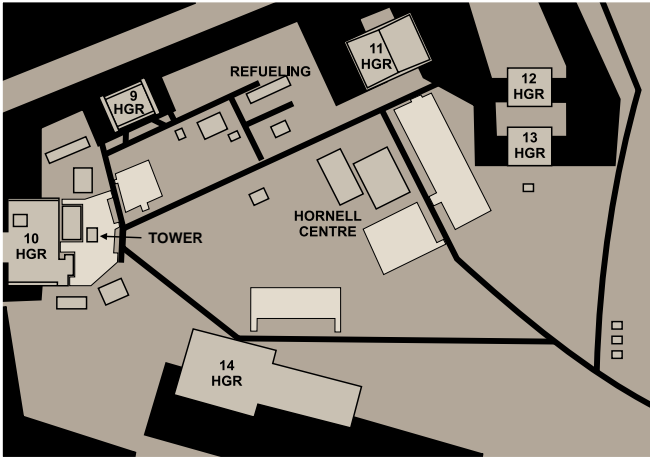 11
HGR
REFUELING
12
HGR
9
HGR
13
HGR
HORNELL
CENTRE
10
HGR
TOWER
14
HGR